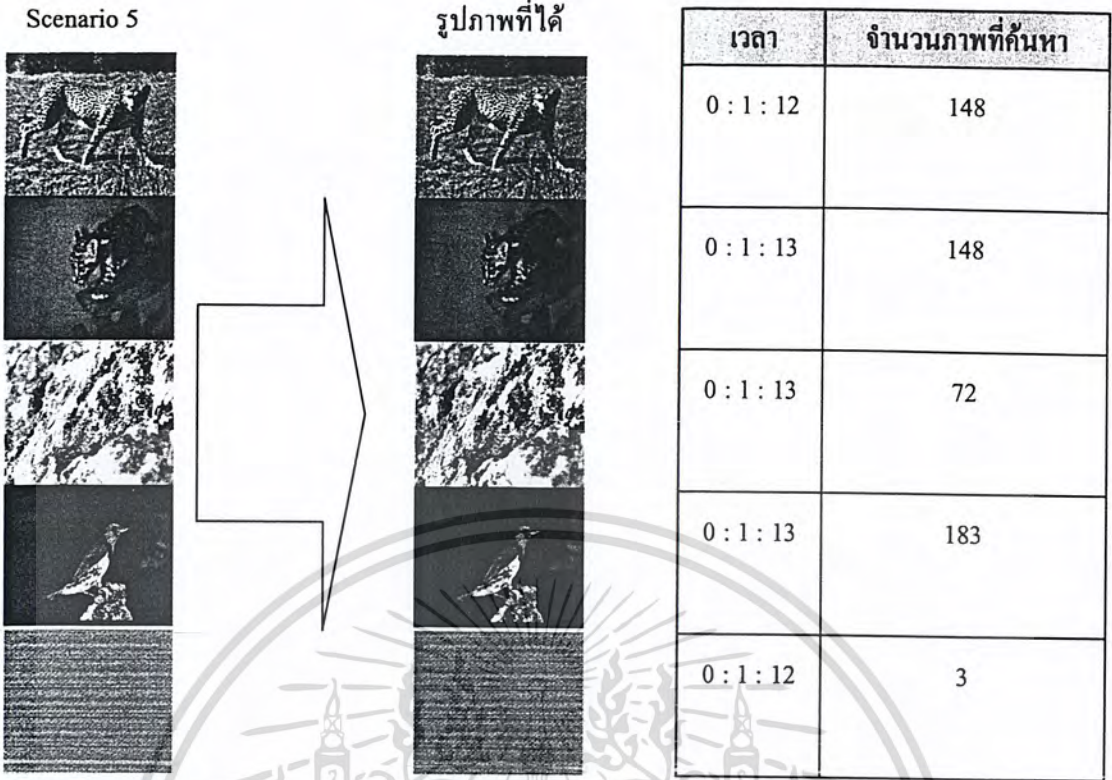 Scenario 5
รูปภาพที่ได้
เวลา จำนวนภาพที่ค้นหา
0 : 1 : 12 148
0 : 1 : 13 148
0 : 1 : 13 72
0 : 1 : 13 183
0 : 1 : 12 3